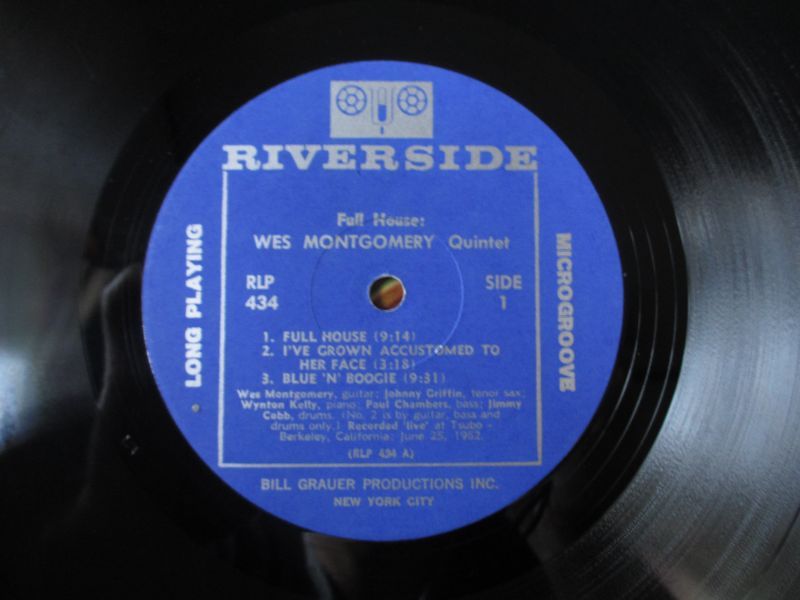 RIVERSIDE
Full House:
WES MONTGOMERY Quintet
RLP
434
SIDE
1
LONG PLAYING
MICROGROOVE
1. FULL HOUSE (9:14)
2. I'VE GROWN ACCUSTOMED TO
HER FACE (3:18)
3. BLUE 'N' BOOGIE (9:31)
Wes Montgomery, guitar; Johnny Griffin, tenor sax;
Wynton Kelly, piano; Paul Chambers, bass; Jimmy
Cobb, drums. (No. 2 is by guitar, bass and
drums only.) Recorded 'live' at Tsubo -
Berkeley, California; June 25, 1962.
(RLP 434 A)
BILL GRAUER PRODUCTIONS INC.
NEW YORK CITY